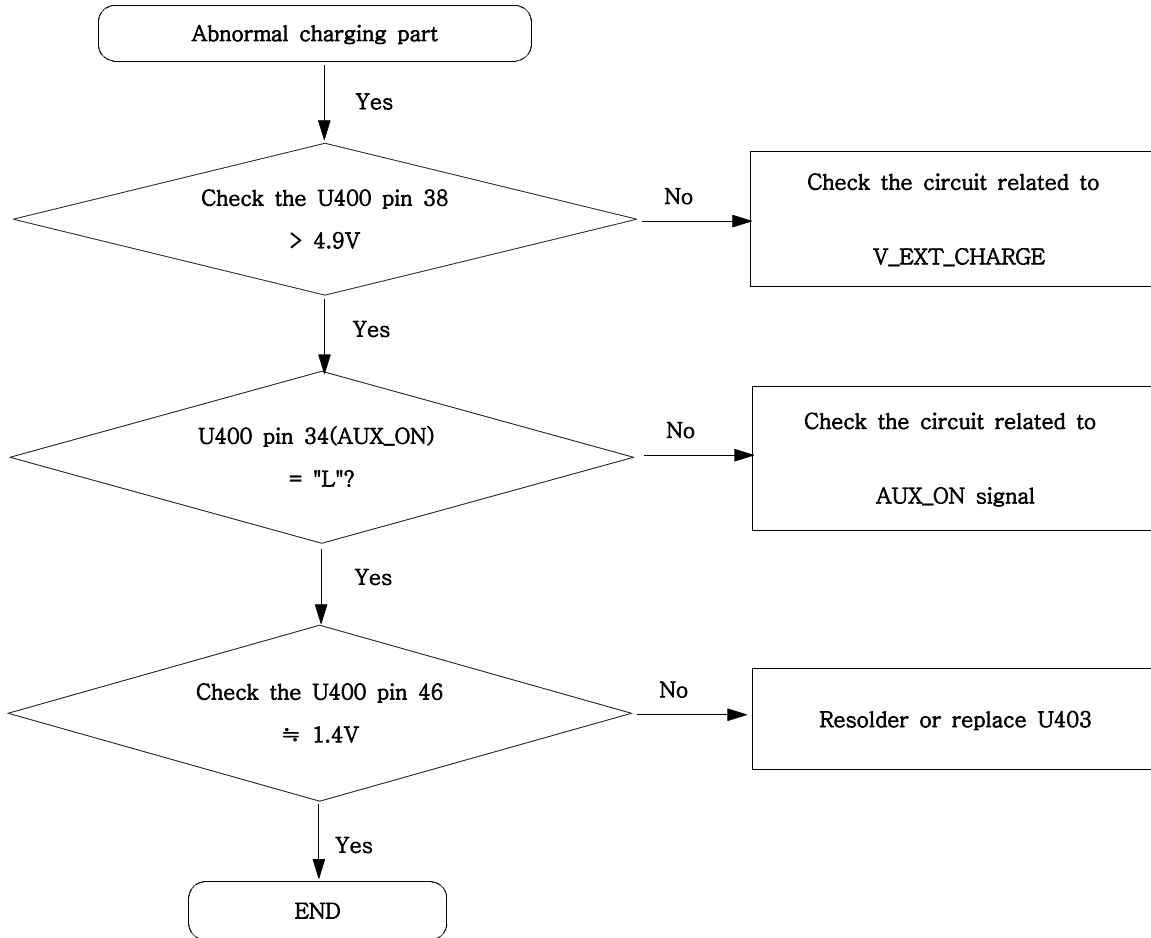 Abnormal charging part
Yes
Check the U400 pin 38
> 4.9V
No
Check the circuit related to
V_EXT_CHARGE
Yes
U400 pin 34(AUX_ON)
= "L"?
No
Check the circuit related to
AUX_ON signal
Yes
Check the U400 pin 46
≒ 1.4V
No
Resolder or replace U403
Yes
END